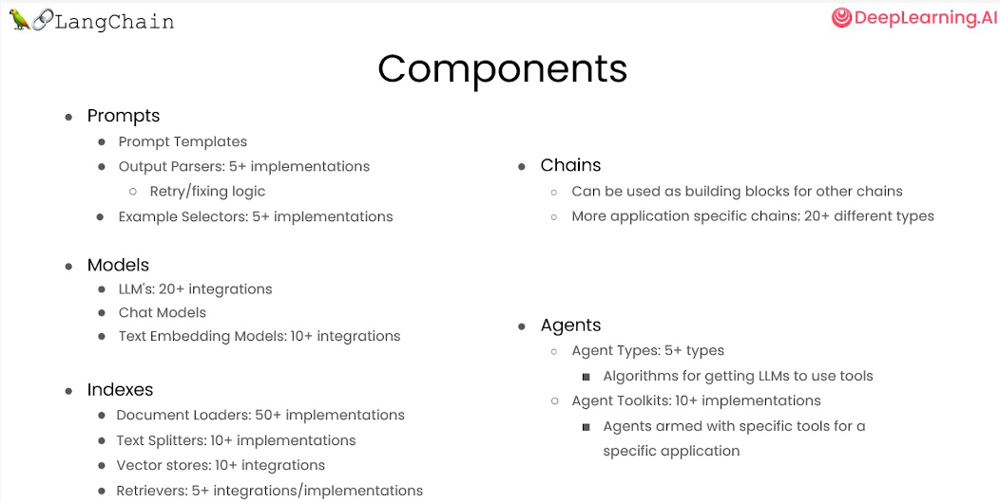 LangChain
DeepLearning.AI
Components
Prompts
Prompt Templates
Output Parsers: 5+ implementations
Retry/fixing logic
Example Selectors: 5+ implementations
Models
LLM's: 20+ integrations
Chat Models
Text Embedding Models: 10+ integrations
Indexes
Document Loaders: 50+ implementations
Text Splitters: 10+ implementations
Vector stores: 10+ integrations
Retrievers: 5+ integrations/implementations
Chains
Can be used as building blocks for other chains
More application specific chains: 20+ different types
Agents
Agent Types: 5+ types
Algorithms for getting LLMs to use tools
Agent Toolkits: 10+ implementations
Agents armed with specific tools for a
specific application